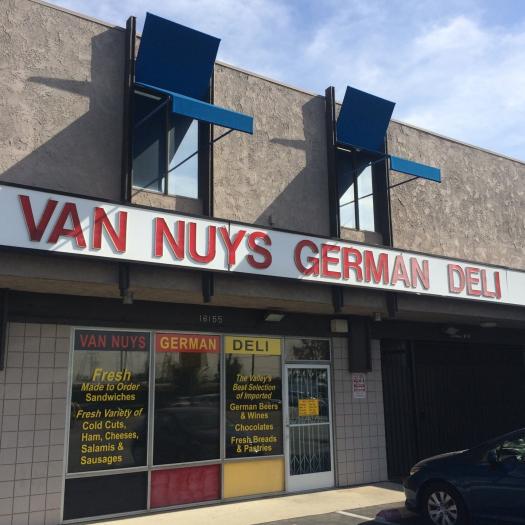 VAN NUYS GERMAN DELI
16155
VAN NUYS GERMAN DELI
Fresh
Made to Order
Sandwiches
Fresh Variety of
Cold Cuts,
Ham, Cheeses,
Salamis &
Sausages
The Valley's
Best Selection
of Imported
German Beers
& Wines
Chocolates
Fresh Breads
& Pastries